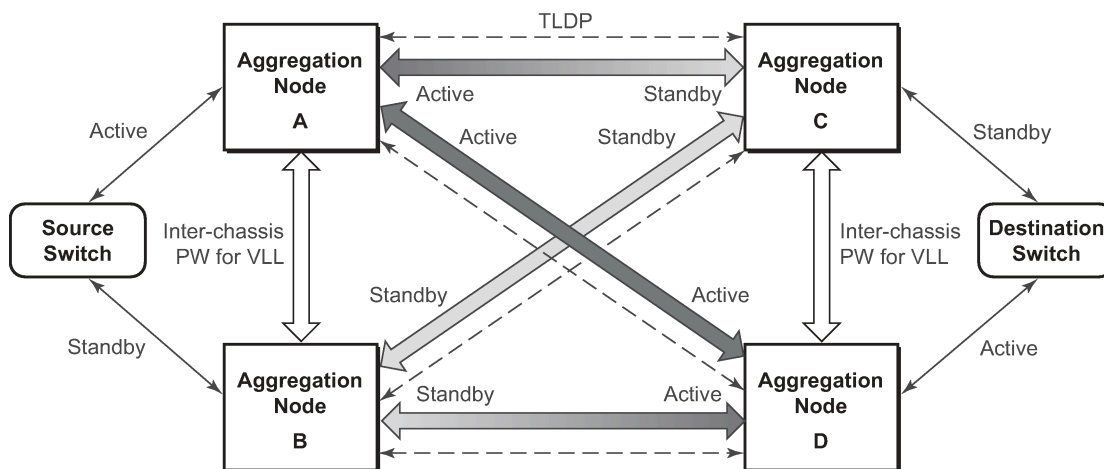 TLDP
Aggregation
Node
A
Aggregation
Node
C
Active
Standby
Active
Standby
Active
Standby
Source
Switch
Inter-chassis
PW for VLL
Inter-chassis
PW for VLL
Destination
Switch
Standby
Active
Standby
Active
Aggregation
Node
B
Standby
Active
Aggregation
Node
D